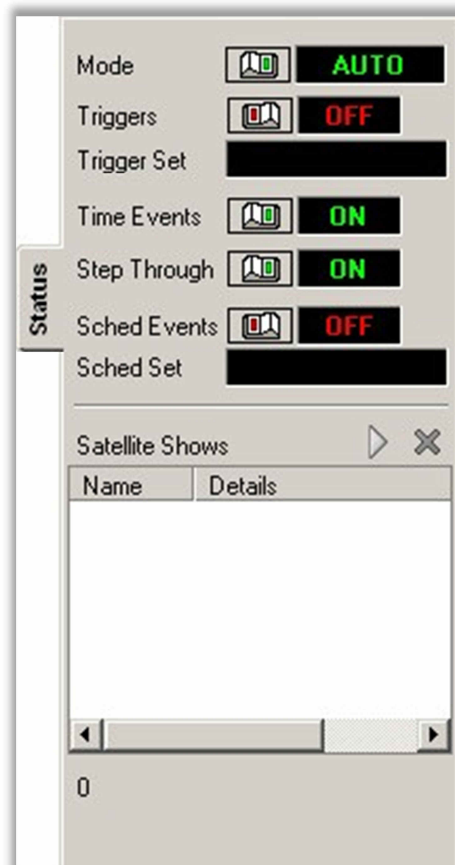 Status
Mode AUTO
Triggers OFF
Trigger Set
Time Events ON
Step Through ON
Sched Events OFF
Sched Set
Satellite Shows
Name Details
0